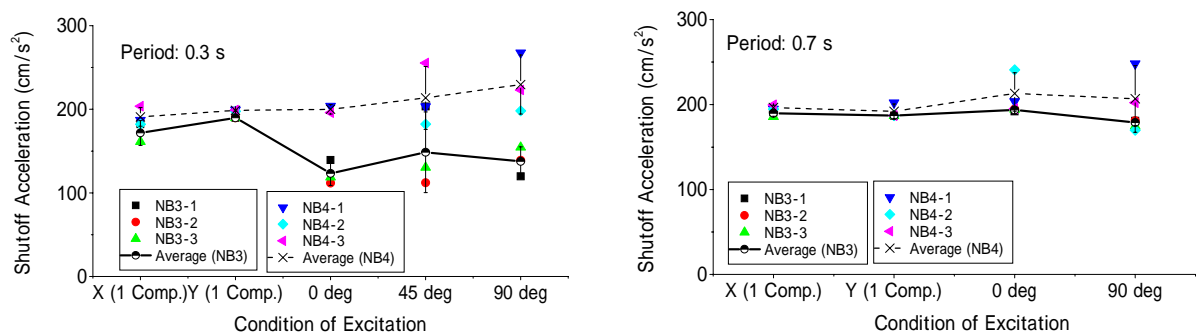 Shutoff Acceleration (cm/s²)
300
200
100
0
Period: 0.3 s
NB3-1
NB3-2
NB3-3
Average (NB3)
NB4-1
NB4-2
NB4-3
Average (NB4)
X (1 Comp.) Y (1 Comp.) 0 deg 45 deg 90 deg
Condition of Excitation
Shutoff Acceleration (cm/s²)
300
200
100
0
Period: 0.7 s
NB3-1
NB3-2
NB3-3
Average (NB3)
NB4-1
NB4-2
NB4-3
Average (NB4)
X (1 Comp.) Y (1 Comp.) 0 deg 90 deg
Condition of Excitation